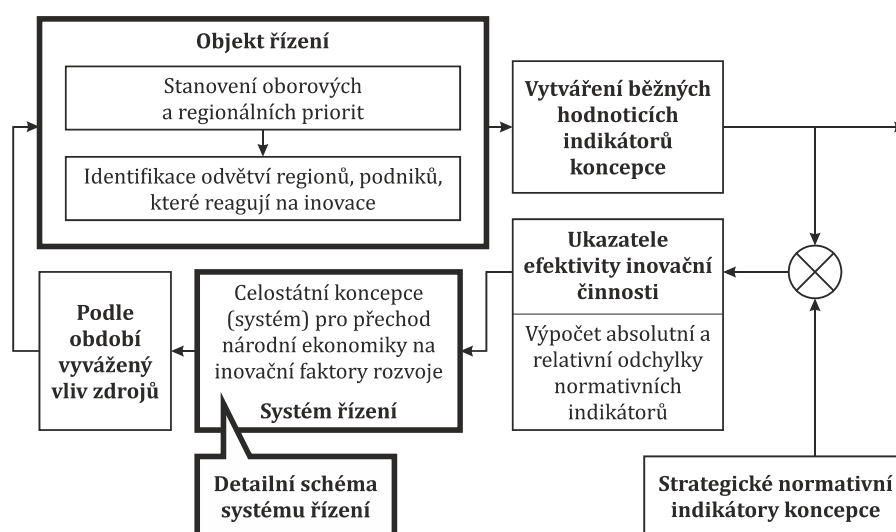 Objekt řízení
Stanovení oborových
a regionálních priorit
Identifikace odvětví regionů, podniků,
které reagují na inovace
Vytváření běžných
hodnoticích
indikátorů
koncepce
Ukazatele
efektivity inovační
činnosti
Výpočet absolutní a
relativní odchylky
normativních
indikátorů
Celostátní koncepce
(systém) pro přechod
národní ekonomiky na
inovační faktory rozvoje
Systém řízení
Podle
období
vyvážený
vliv zdrojů
Detailní schéma
systému řízení
Strategické normativní
indikátory koncepce